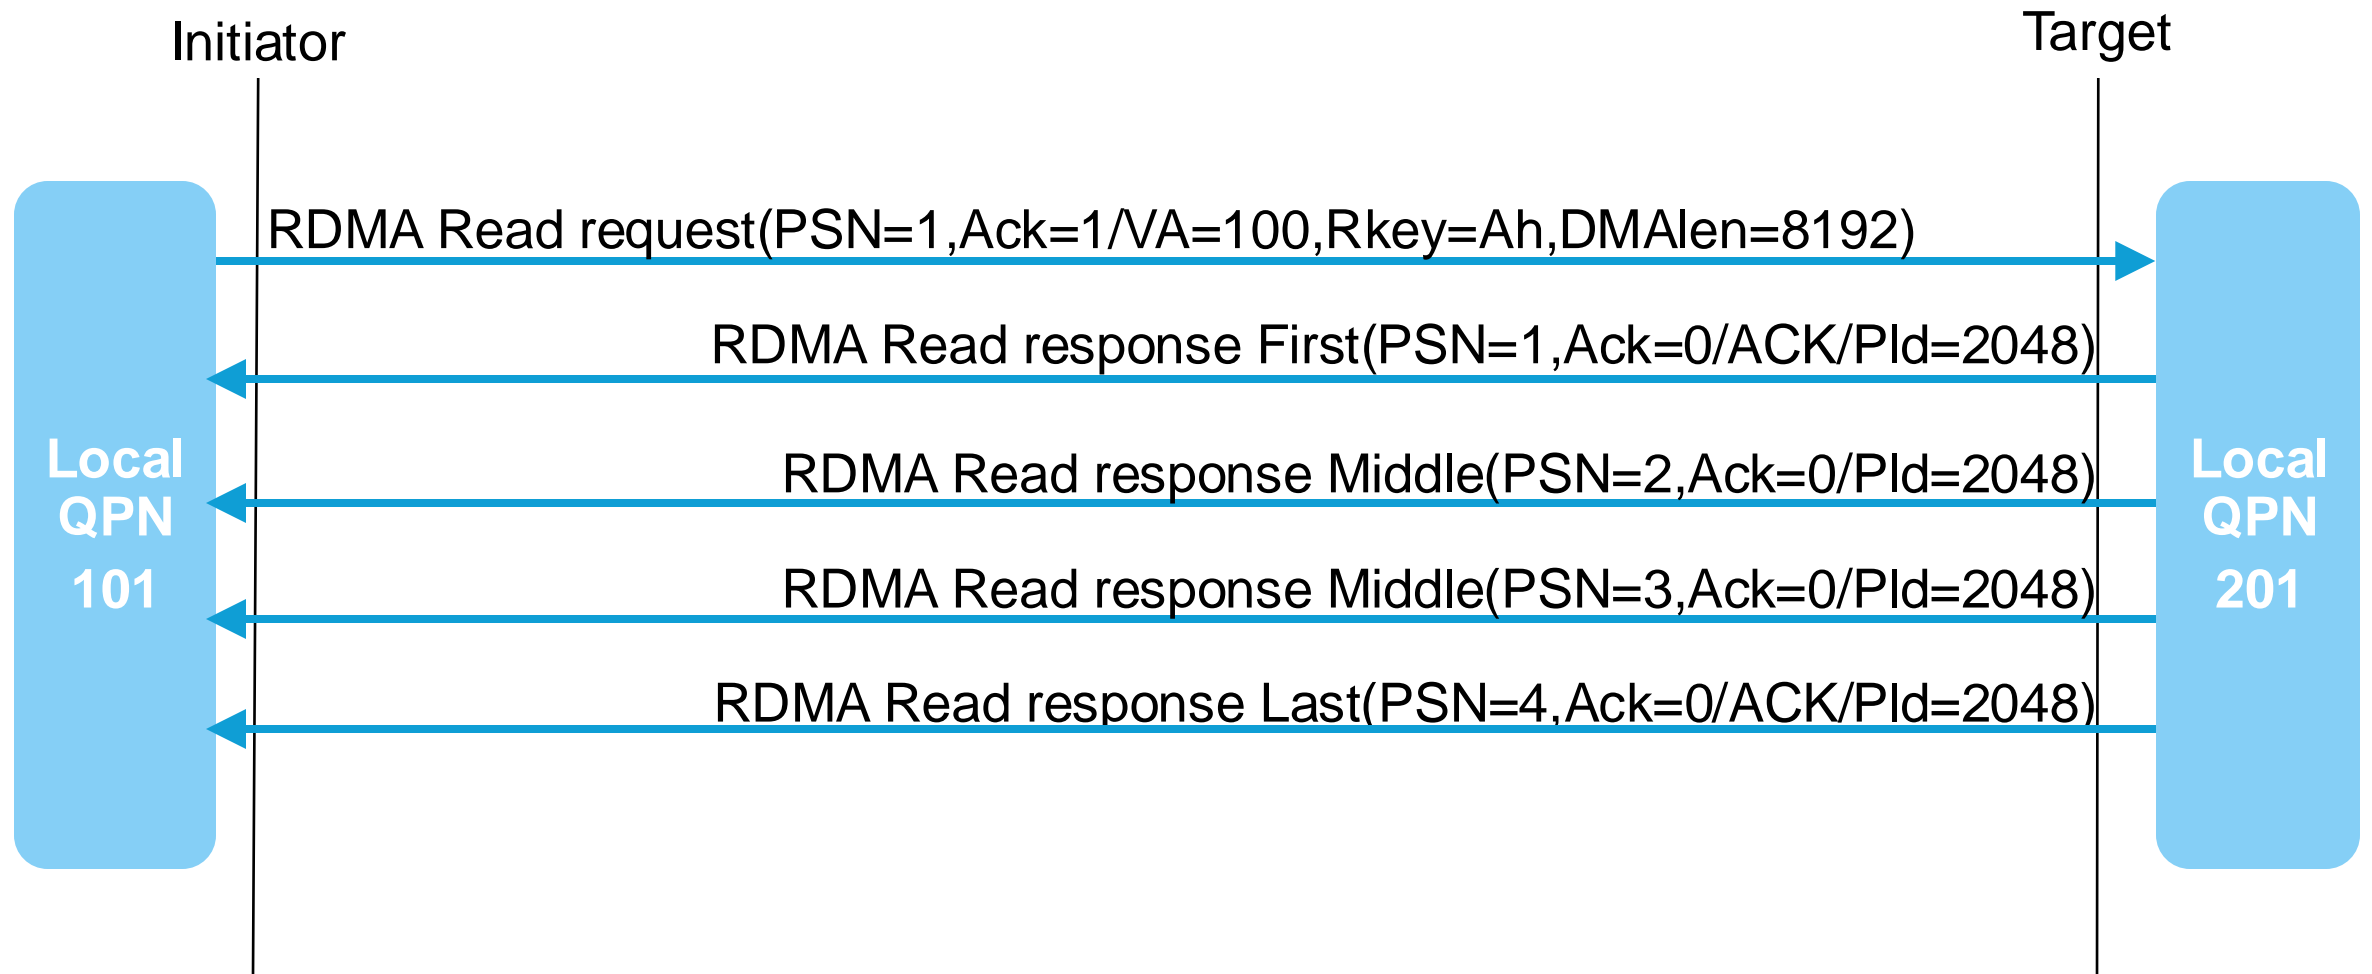 Initiator
Target
RDMA Read request(PSN=1,Ack=1/VA=100,Rkey=Ah,DMAlen=8192)
RDMA Read response First(PSN=1,Ack=0/ACK/Pld=2048)
RDMA Read response Middle(PSN=2,Ack=0/Pld=2048)
RDMA Read response Middle(PSN=3,Ack=0/Pld=2048)
RDMA Read response Last(PSN=4,Ack=0/ACK/Pld=2048)
Local
QPN
101
Local
QPN
201